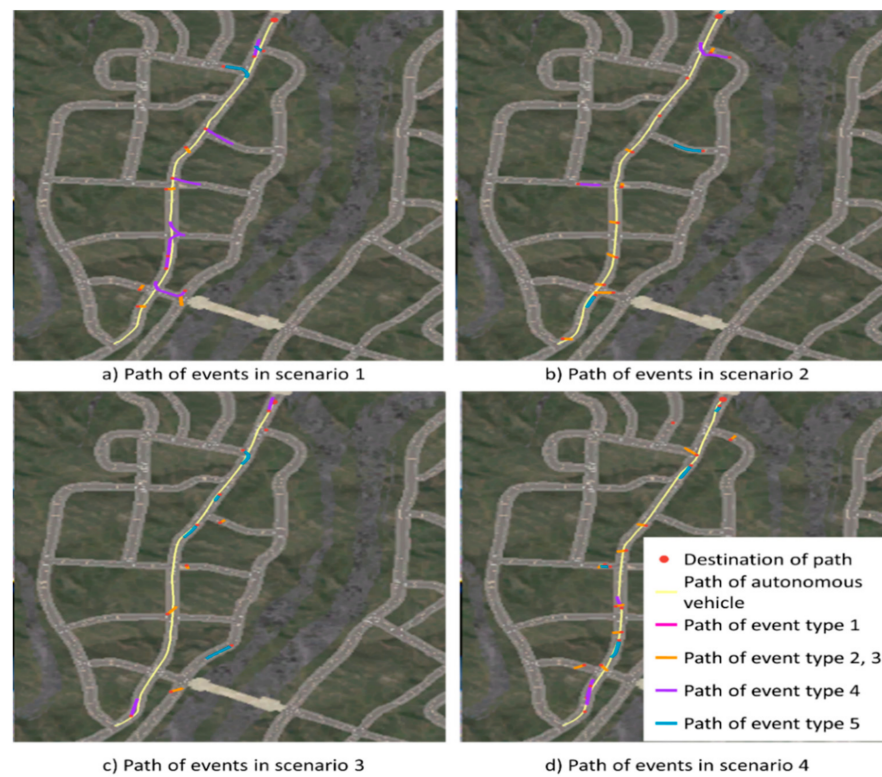 a) Path of events in scenario 1
b) Path of events in scenario 2
Destination of path
Path of autonomous
vehicle
Path of event type 1
Path of event type 2, 3
Path of event type 4
Path of event type 5
c) Path of events in scenario 3
d) Path of events in scenario 4